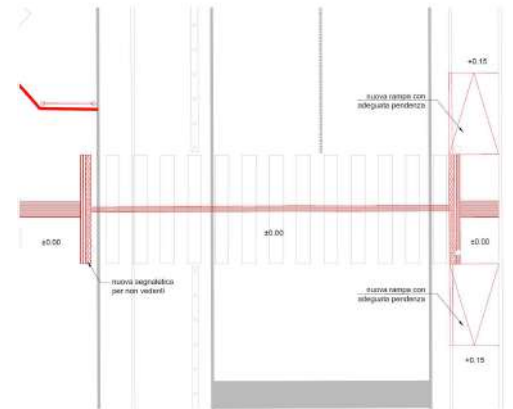 +0.15
nuova rampa con
adeguata pendenza
±0.00
±0.00
±0.00
nuova segnaletica
per non vedenti
nuova rampa con
adeguata pendenza
+0.15